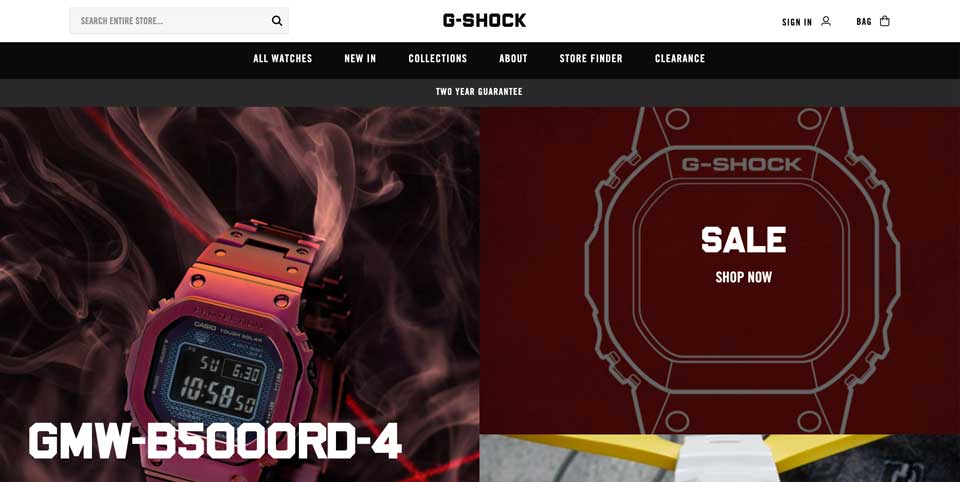 SEARCH ENTIRE STORE...
G-SHOCK
SIGN IN
BAG
ALL WATCHES
NEW IN
COLLECTIONS
ABOUT
STORE FINDER
CLEARANCE
TWO YEAR GUARANTEE
CASIO TOUGH SOLAR
SU 6.30
10:58 50
GMW-B5000RD-4
G-SHOCK
SALE
SHOP NOW